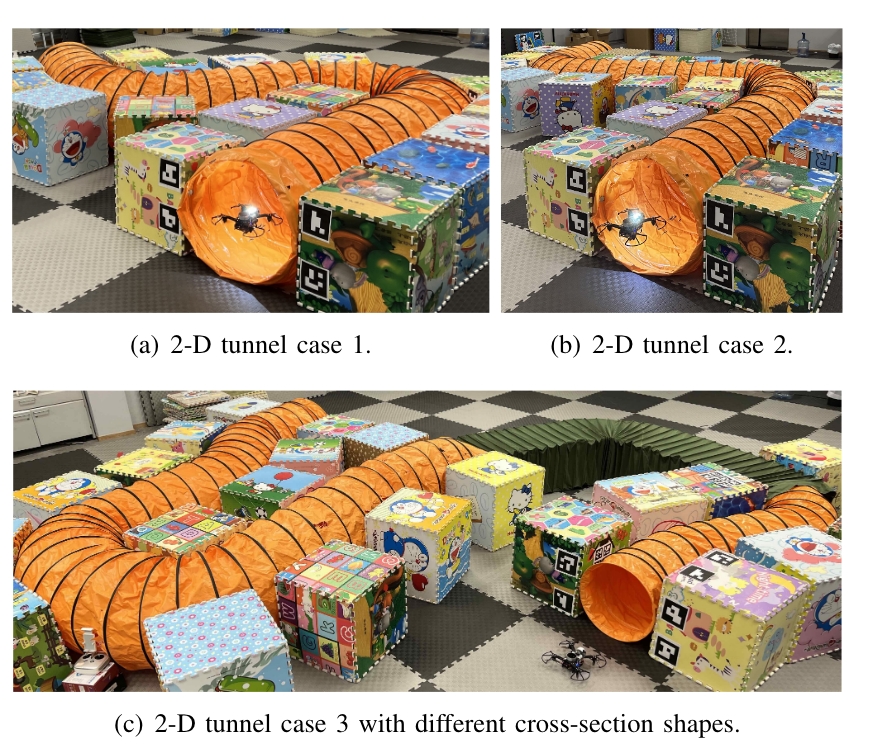 (a) 2-D tunnel case 1.
(b) 2-D tunnel case 2.
(c) 2-D tunnel case 3 with different cross-section shapes.